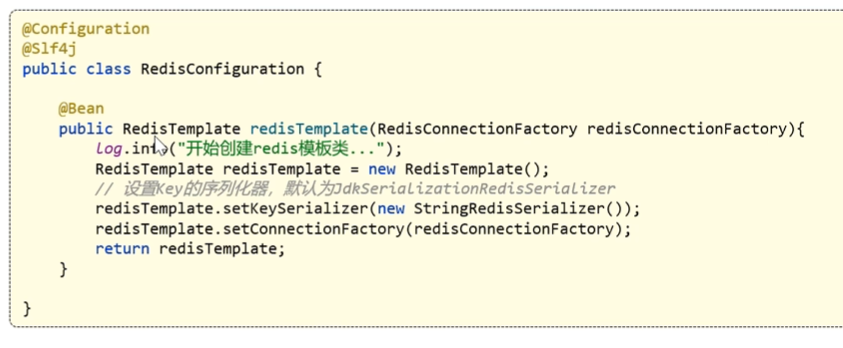 @Configuration
@Slf4j
public class RedisConfiguration {
@Bean
public RedisTemplate redisTemplate(RedisConnectionFactory redisConnectionFactory){
log.info("开始创建redis模板类...");
RedisTemplate redisTemplate = new RedisTemplate();
// 设置Key的序列化器，默认为JdkSerializationRedisSerializer
redisTemplate.setKeySerializer(new StringRedisSerializer());
redisTemplate.setConnectionFactory(redisConnectionFactory);
return redisTemplate;
}
}